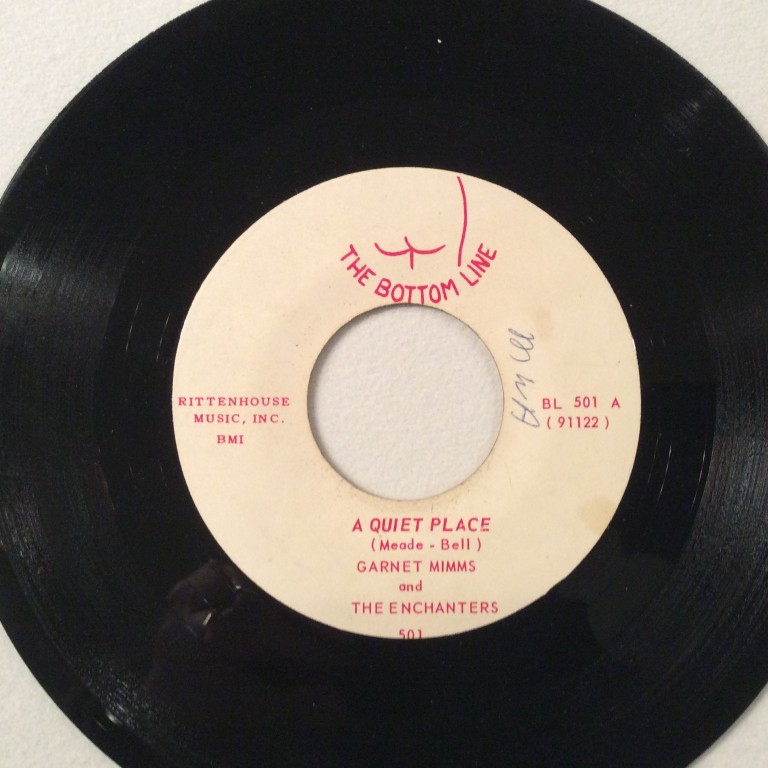 THE BOTTOM LINE
RITTENHOUSE
MUSIC, INC.
BMI
BL 501 A
( 91122 )
A QUIET PLACE
( Meade - Bell )
GARNET MIMMS
and
THE ENCHANTERS
501